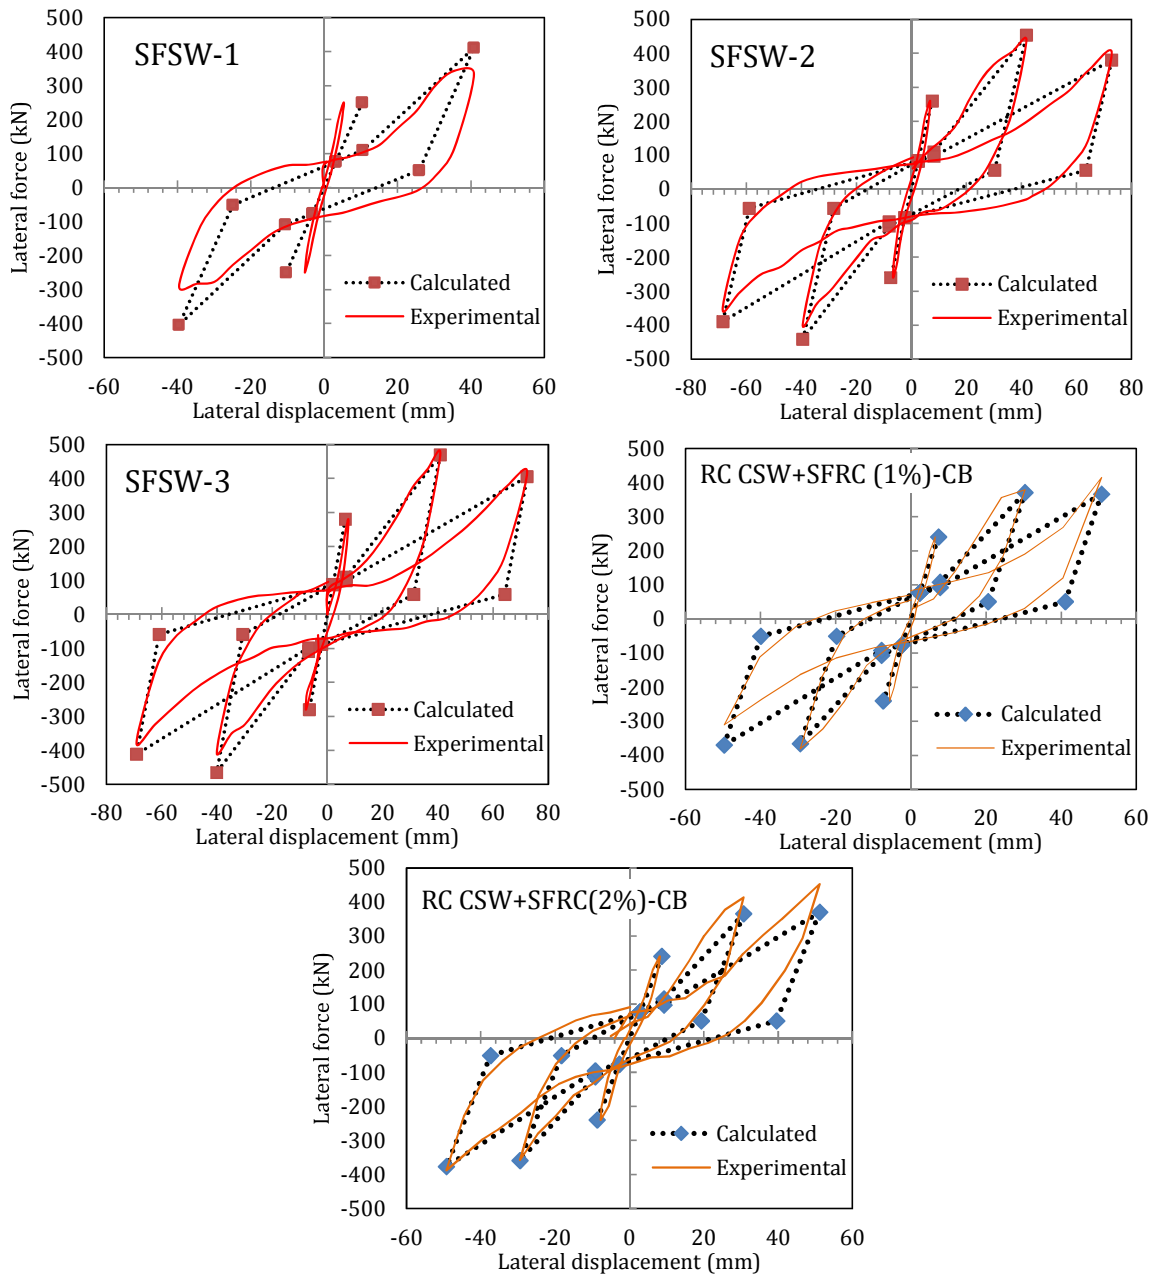 SFSW-1
Lateral force (kN)
500
400
300
200
100
0
-100
-200
-300
-400
-500
Calculated
Experimental
-60 -40 -20 0 20 40 60
Lateral displacement (mm)
SFSW-2
Lateral force (kN)
500
400
300
200
100
0
-100
-200
-300
-400
-500
Calculated
Experimental
-80 -60 -40 -20 0 20 40 60 80
Lateral displacement (mm)
SFSW-3
Lateral force (kN)
500
400
300
200
100
0
-100
-200
-300
-400
-500
Calculated
Experimental
-80 -60 -40 -20 0 20 40 60 80
Lateral displacement (mm)
RC CSW+SFRC (1%)-CB
Lateral force (kN)
500
400
300
200
100
0
-100
-200
-300
-400
-500
Calculated
Experimental
-60 -40 -20 0 20 40 60
Lateral displacement (mm)
RC CSW+SFRC(2%)-CB
Lateral force (kN)
500
400
300
200
100
0
-100
-200
-300
-400
-500
Calculated
Experimental
-60 -40 -20 0 20 40 60
Lateral displacement (mm)